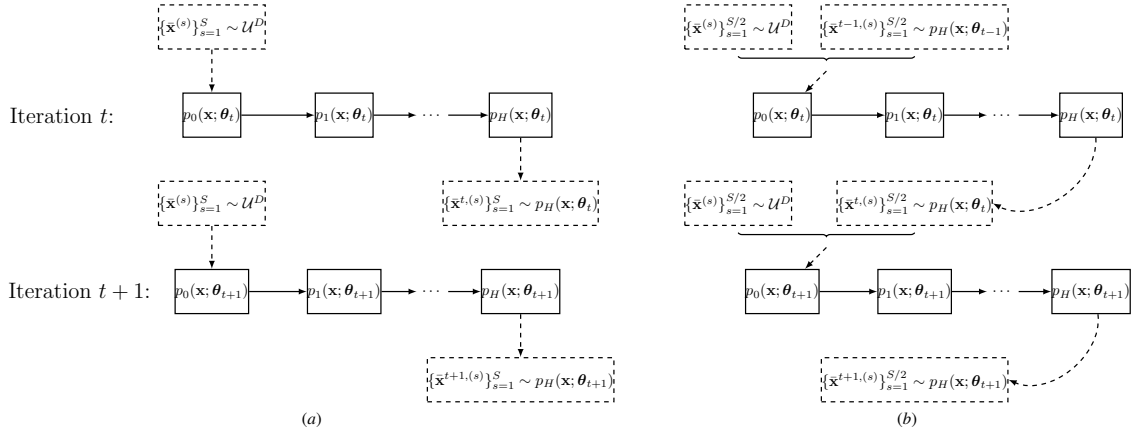 {x̄^(s)}_{s=1}^S ∼ 𝒰^D
{x̄^(s)}_{s=1}^{S/2} ∼ 𝒰^D
{x̄^{t−1,(s)}}_{s=1}^{S/2} ∼ p_H(x; θ_{t−1})
Iteration t:
p_0(x; θ_t)
p_1(x; θ_t)
···
p_H(x; θ_t)
p_0(x; θ_t)
p_1(x; θ_t)
···
p_H(x; θ_t)
{x̄^(s)}_{s=1}^S ∼ 𝒰^D
{x̄^{t,(s)}}_{s=1}^S ∼ p_H(x; θ_t)
{x̄^(s)}_{s=1}^{S/2} ∼ 𝒰^D
{x̄^{t,(s)}}_{s=1}^{S/2} ∼ p_H(x; θ_t)
Iteration t + 1:
p_0(x; θ_{t+1})
p_1(x; θ_{t+1})
···
p_H(x; θ_{t+1})
p_0(x; θ_{t+1})
p_1(x; θ_{t+1})
···
p_H(x; θ_{t+1})
{x̄^{t+1,(s)}}_{s=1}^S ∼ p_H(x; θ_{t+1})
{x̄^{t+1,(s)}}_{s=1}^{S/2} ∼ p_H(x; θ_{t+1})
(a)
(b)